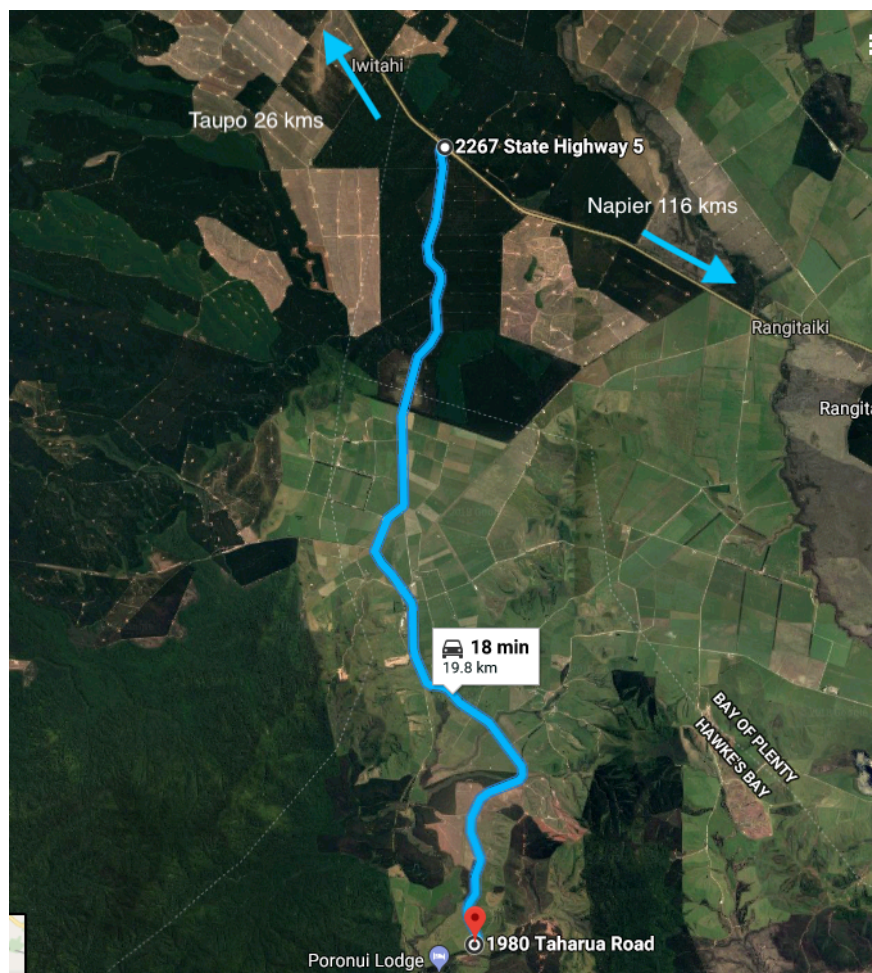 Iwitahi
Taupo 26 kms
2267 State Highway 5
Napier 116 kms
Rangitaiki
Rangita
18 min
19.8 km
BAY OF PLENTY
HAWKE'S BAY
1980 Taharua Road
Poronui Lodge